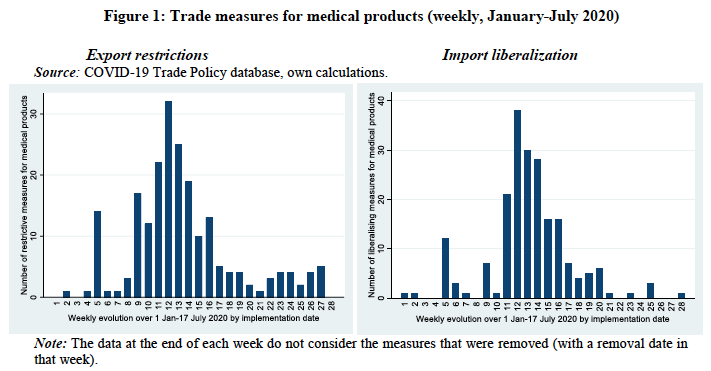 Figure 1: Trade measures for medical products (weekly, January-July 2020)
Export restrictions
Import liberalization
Source: COVID-19 Trade Policy database, own calculations.
Number of restrictive measures for medical products
30
20
10
0
1 2 3 4 5 6 7 8 9 10 11 12 13 14 15 16 17 18 19 20 21 22 23 24 25 26 27 28
Weekly evolution over 1 Jan-17 July 2020 by implementation date
Number of liberalising measures for medical products
40
30
20
10
0
1 2 3 4 5 6 7 8 9 10 11 12 13 14 15 16 17 18 19 20 21 22 23 24 25 26 27 28
Weekly evolution over 1 Jan-17 July 2020 by implementation date
Note: The data at the end of each week do not consider the measures that were removed (with a removal date in
that week).